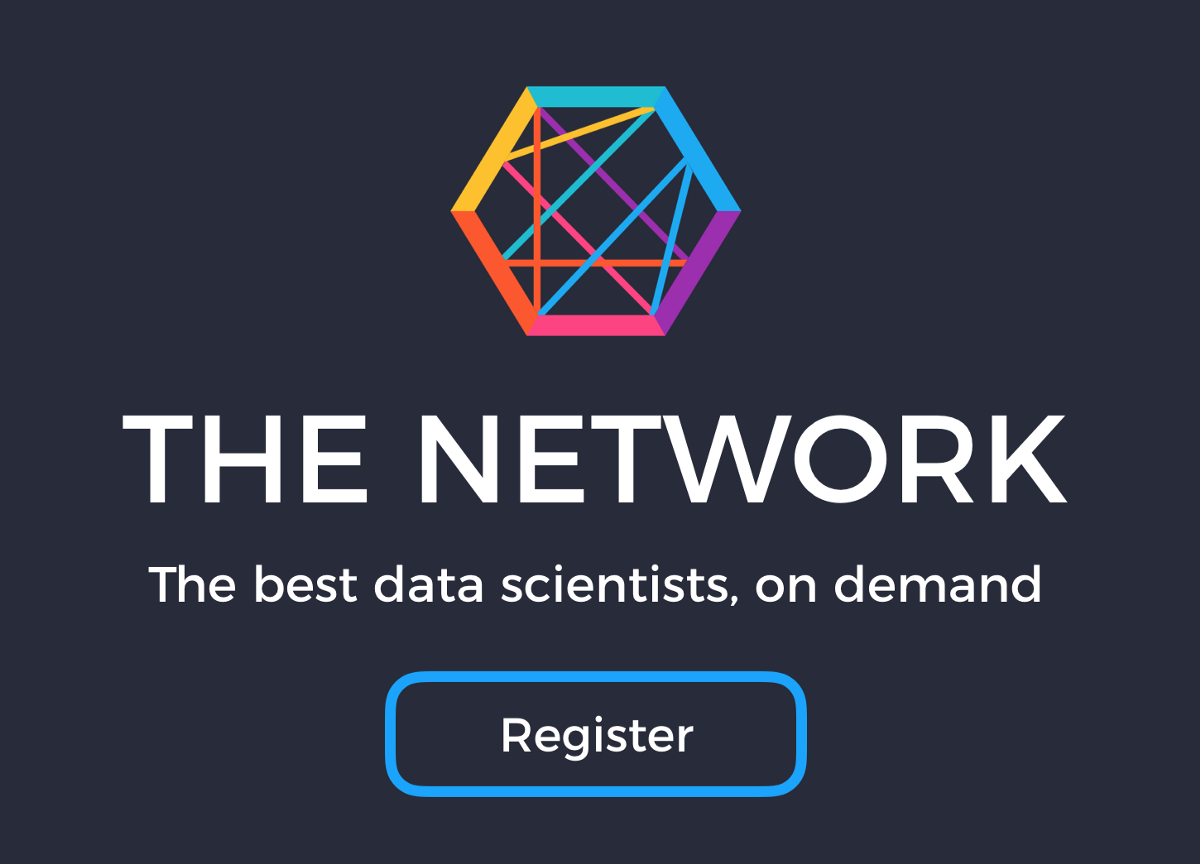 THE NETWORK
The best data scientists, on demand
Register